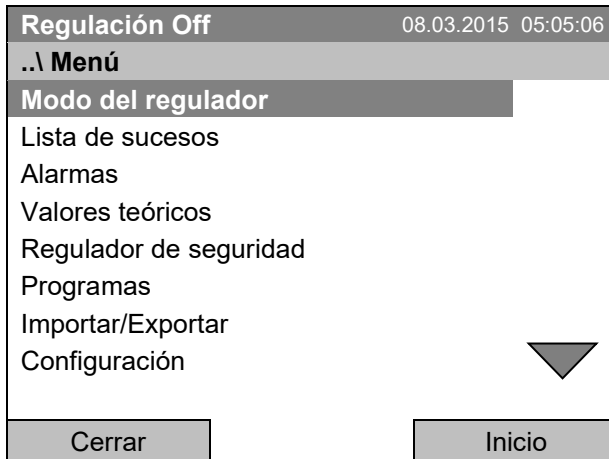 Regulación Off 08.03.2015 05:05:06
..\ Menú
Modo del regulador
Lista de sucesos
Alarmas
Valores teóricos
Regulador de seguridad
Programas
Importar/Exportar
Configuración
Cerrar Inicio